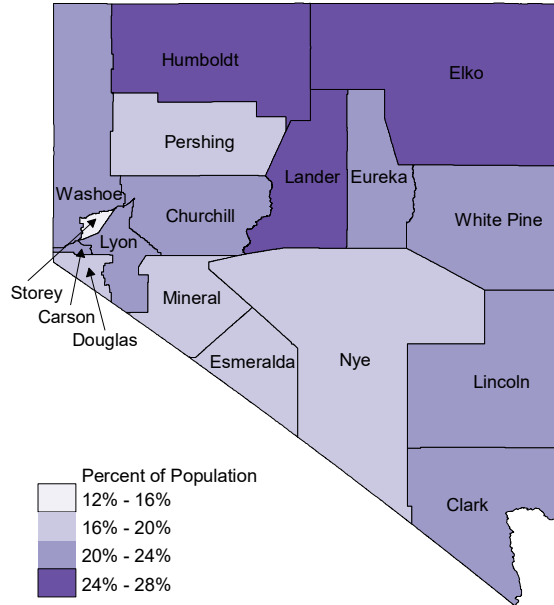 Humboldt
Elko
Pershing
Lander
Eureka
Washoe
Churchill
White Pine
Lyon
Storey
Mineral
Carson
Douglas
Esmeralda
Nye
Lincoln
Clark
Percent of Population
12% - 16%
16% - 20%
20% - 24%
24% - 28%